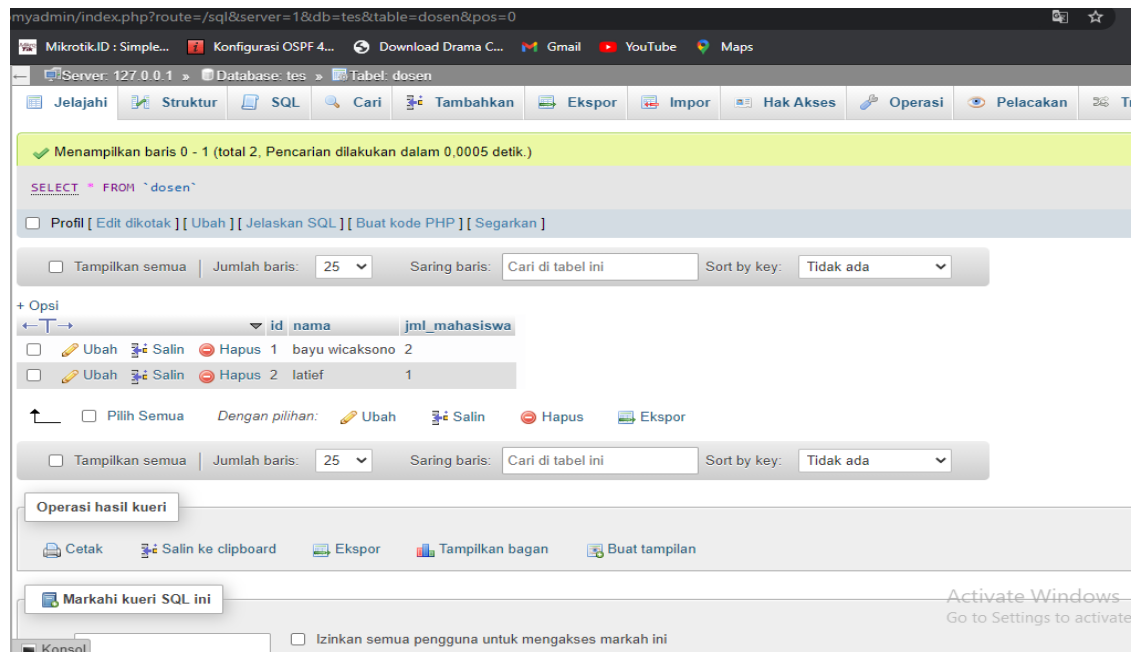 myadmin/index.php?route=/sql&server=1&db=tes&table=dosen&pos=0
Mikrotik.ID : Simple... Konfigurasi OSPF 4... Download Drama C... Gmail YouTube Maps
Server: 127.0.0.1 » Database: tes » Tabel: dosen
Jelajahi Struktur SQL Cari Tambahkan Ekspor Impor Hak Akses Operasi Pelacakan
Menampilkan baris 0 - 1 (total 2, Pencarian dilakukan dalam 0,0005 detik.)
SELECT * FROM `dosen`
Profil [ Edit dikotak ] [ Ubah ] [ Jelaskan SQL ] [ Buat kode PHP ] [ Segarkan ]
Tampilkan semua | Jumlah baris: 25 Saring baris: Cari di tabel ini Sort by key: Tidak ada
+ Opsi
←T→ id nama jml_mahasiswa
Ubah Salin Hapus 1 bayu wicaksono 2
Ubah Salin Hapus 2 latief 1
Pilih Semua Dengan pilihan: Ubah Salin Hapus Ekspor
Tampilkan semua | Jumlah baris: 25 Saring baris: Cari di tabel ini Sort by key: Tidak ada
Operasi hasil kueri
Cetak Salin ke clipboard Ekspor Tampilkan bagan Buat tampilan
Markahi kueri SQL ini
Activate Windows
Go to Settings to activate
Izinkan semua pengguna untuk mengakses markah ini
Konsol